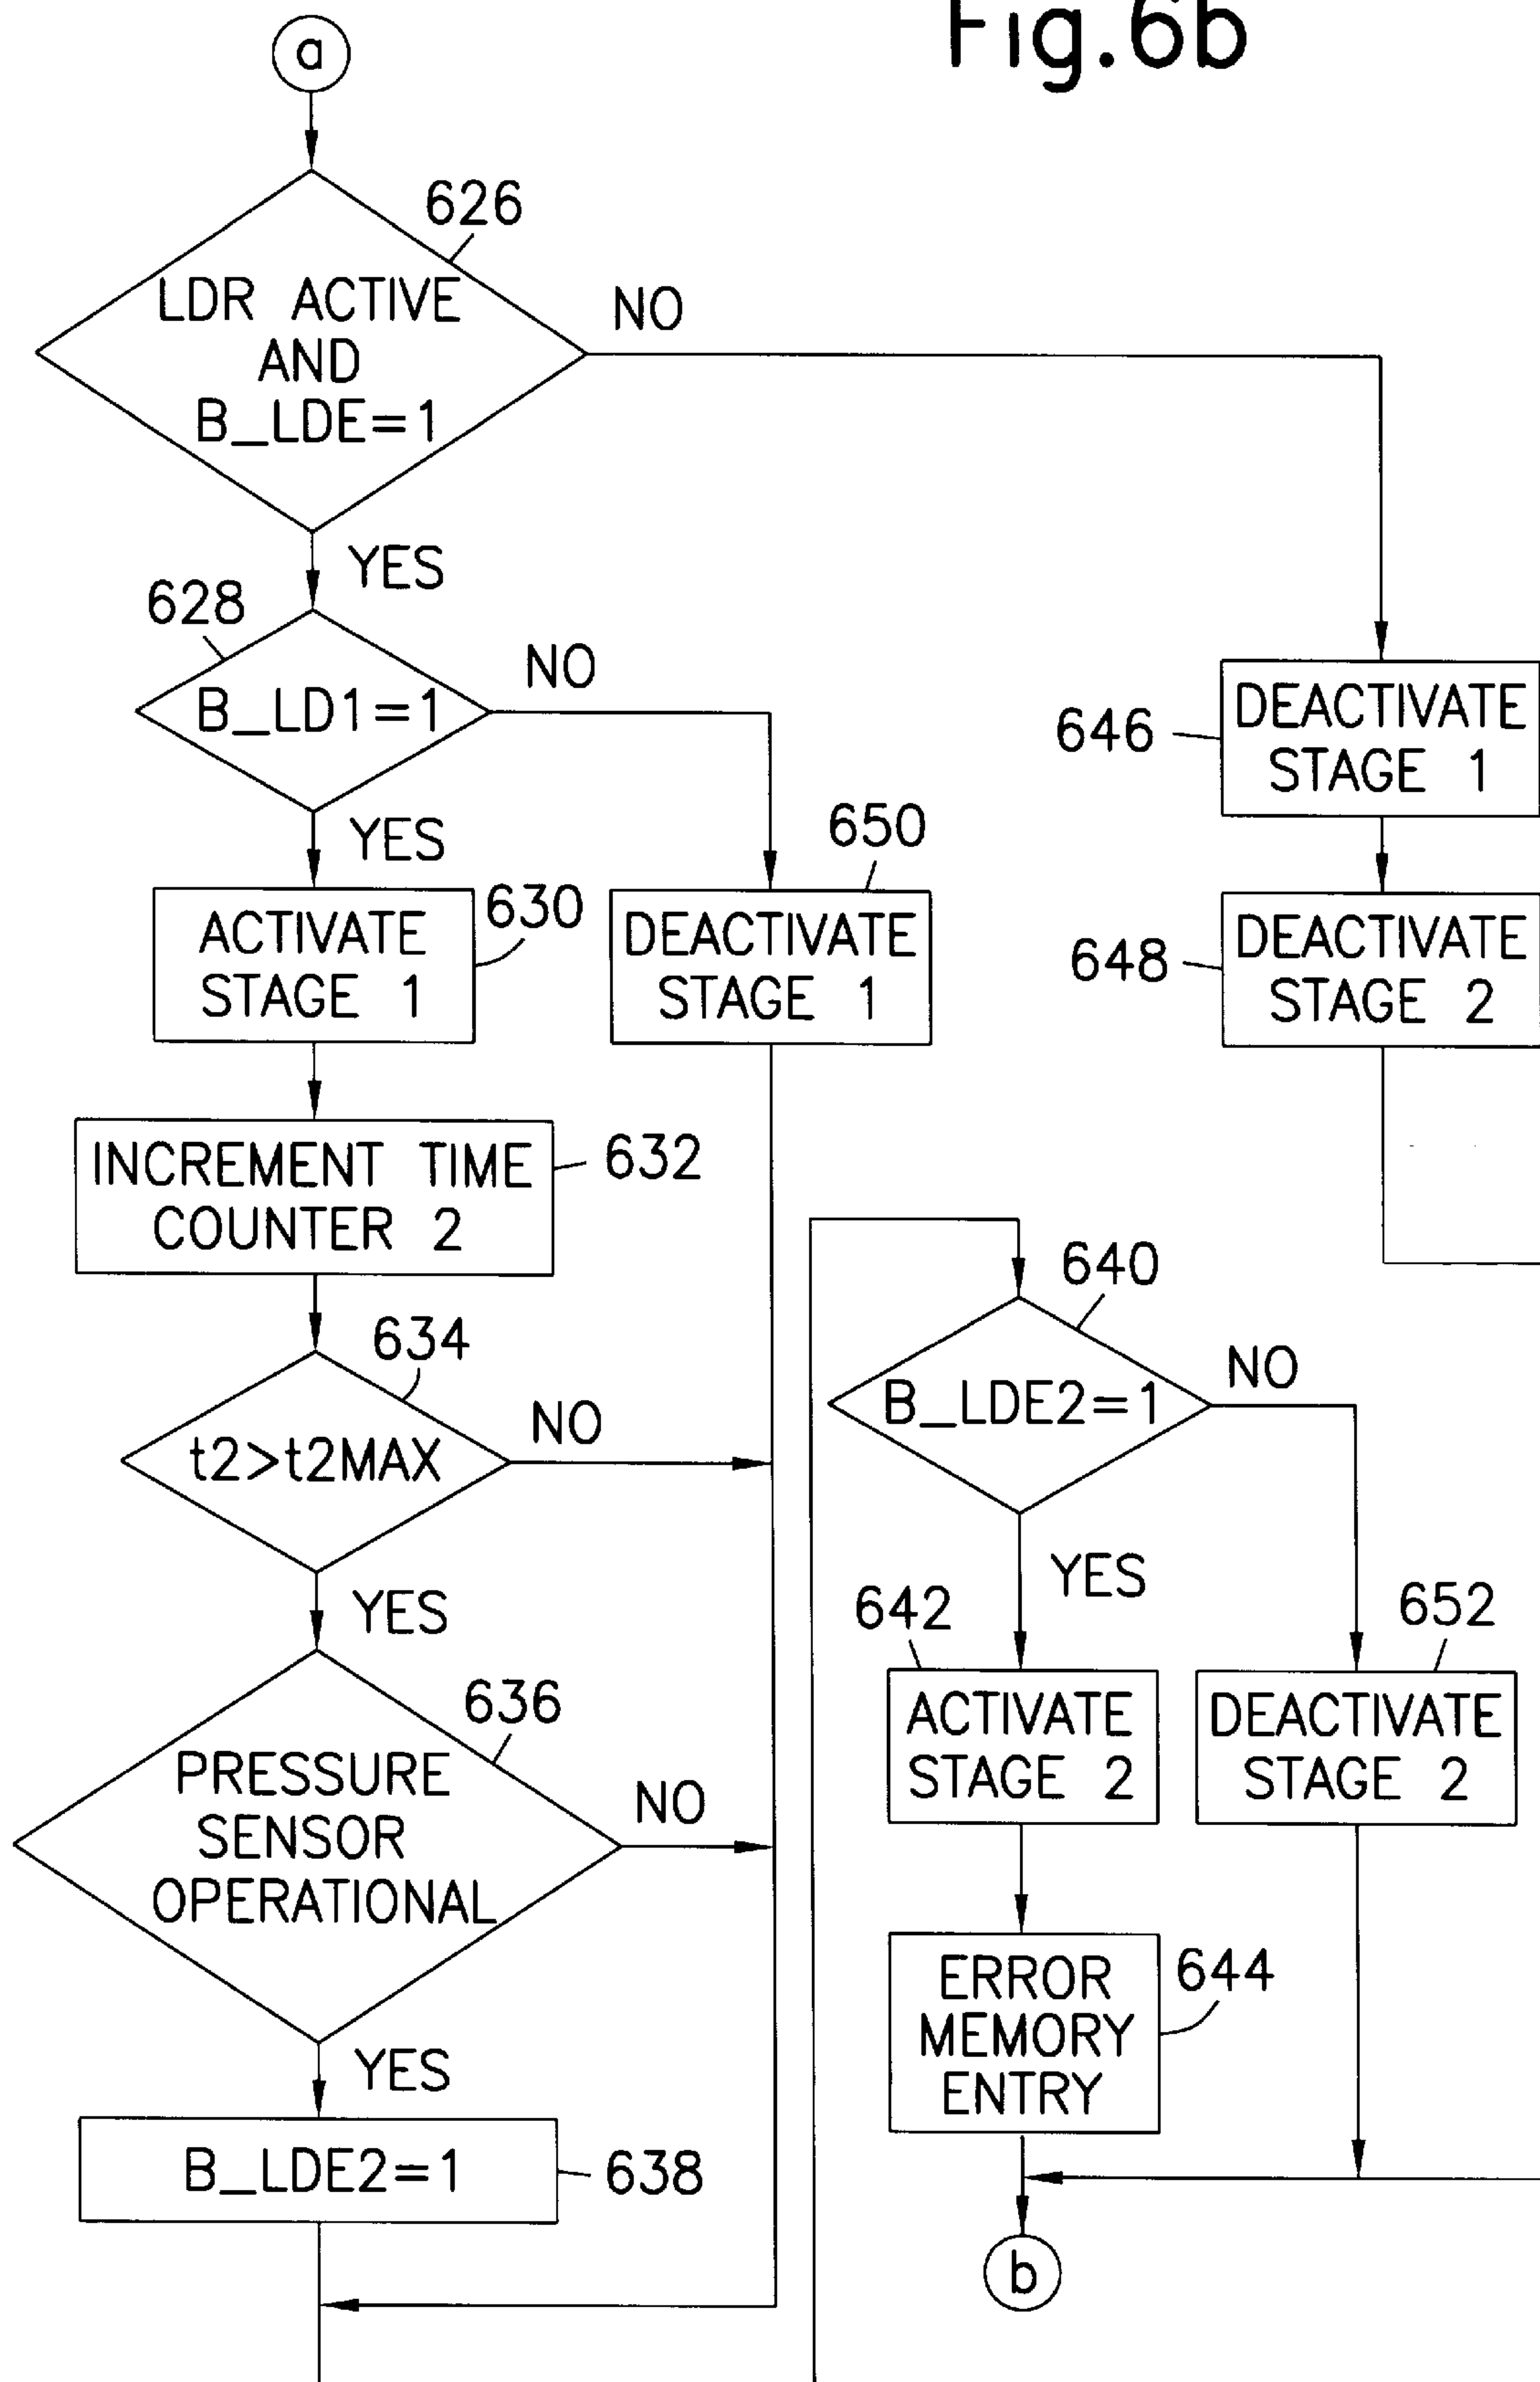 Fig.6b
a
626
LDR ACTIVE
AND
B_LDE=1
NO
YES
628
B_LD1=1
NO
YES
646
DEACTIVATE
STAGE 1
630
ACTIVATE
STAGE 1
650
DEACTIVATE
STAGE 1
648
DEACTIVATE
STAGE 2
INCREMENT TIME
COUNTER 2
632
634
t2>t2MAX
NO
YES
636
PRESSURE
SENSOR
OPERATIONAL
NO
YES
B_LDE2=1
638
640
B_LDE2=1
NO
YES
642
ACTIVATE
STAGE 2
652
DEACTIVATE
STAGE 2
ERROR
MEMORY
ENTRY
644
b